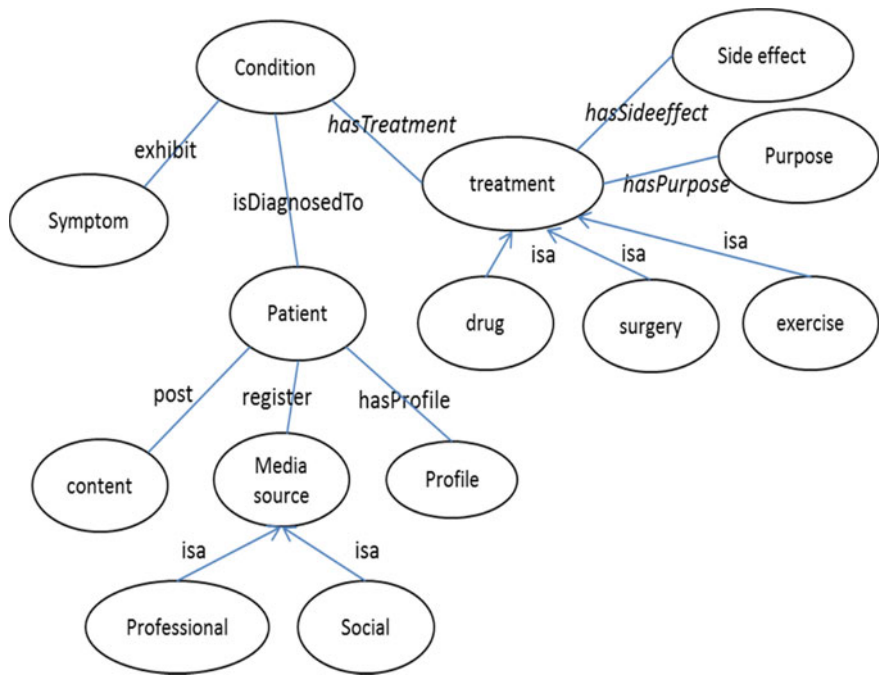 Side effect
Condition
hasSideeffect
hasTreatment
exhibit
Purpose
treatment
hasPurpose
Symptom
isDiagnosedTo
isa
isa
isa
Patient
drug
surgery
exercise
post
register
hasProfile
content
Media
source
Profile
isa
isa
Professional
Social